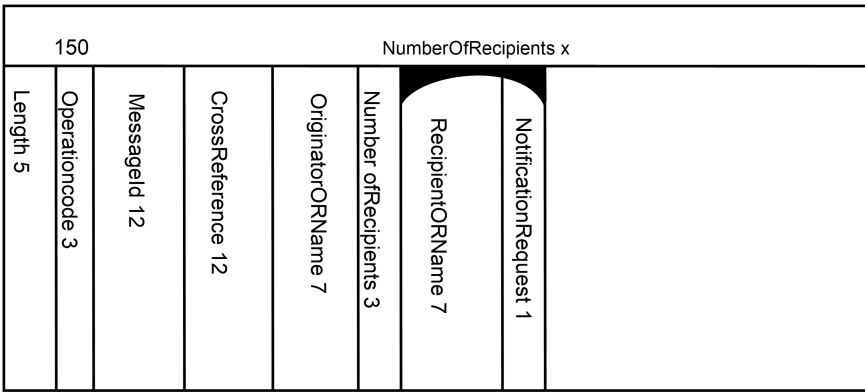 150
NumberOfRecipients x
Length 5
Operationcode 3
MessageId 12
CrossReference 12
OriginatorORName 7
Number ofRecipients 3
RecipientORName 7
NotificationRequest 1